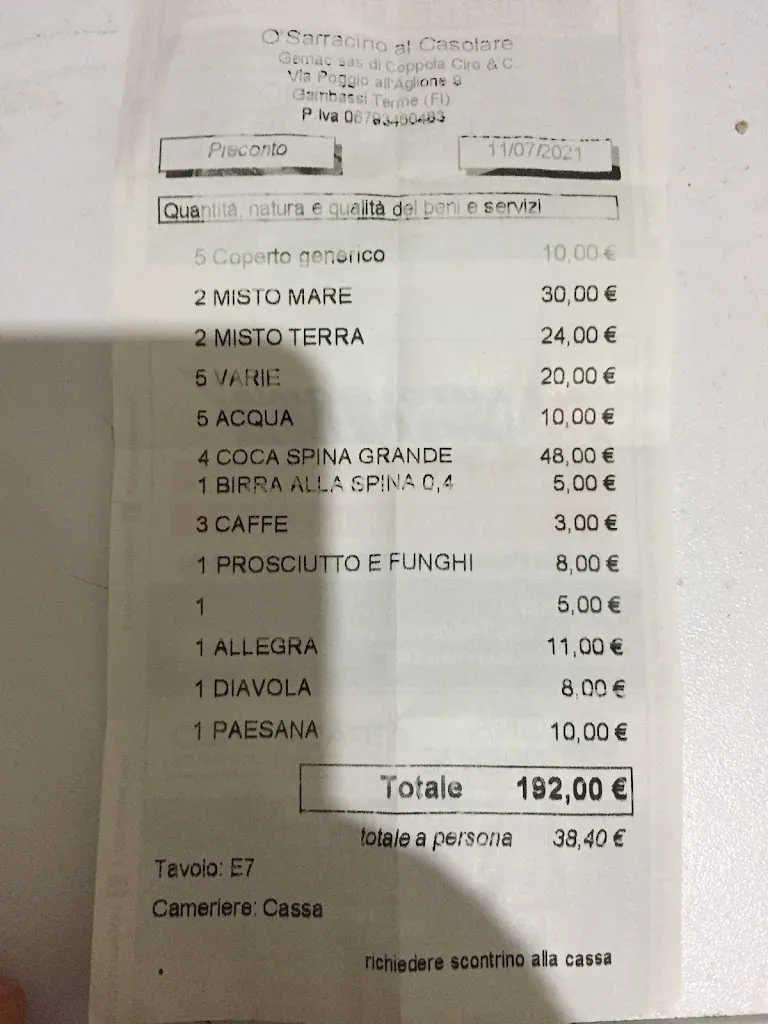 O'Sarracino al Casolare
Gemac sas di Coppola Ciro & C.
Via Poggio all'Aglione 9
Gambassi Terme (FI)
P Iva 06793460483
Preconto 11/07/2021
Quantità, natura e qualità dei beni e servizi
5 Coperto generico 10,00 €
2 MISTO MARE 30,00 €
2 MISTO TERRA 24,00 €
5 VARIE 20,00 €
5 ACQUA 10,00 €
4 COCA SPINA GRANDE 48,00 €
1 BIRRA ALLA SPINA 0,4 5,00 €
3 CAFFE 3,00 €
1 PROSCIUTTO E FUNGHI 8,00 €
1 5,00 €
1 ALLEGRA 11,00 €
1 DIAVOLA 8,00 €
1 PAESANA 10,00 €
Totale 192,00 €
totale a persona 38,40 €
Tavolo: E7
Cameriere: Cassa
richiedere scontrino alla cassa